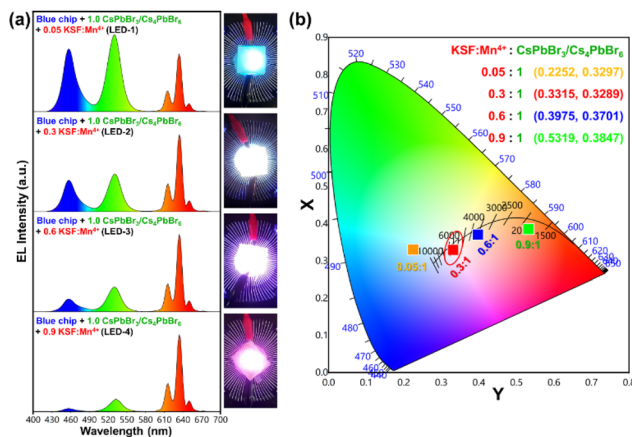 (a)
Blue chip + 1.0 CsPbBr₃/Cs₄PbBr₆
+ 0.05 KSF:Mn⁴⁺ (LED-1)
Blue chip + 1.0 CsPbBr₃/Cs₄PbBr₆
+ 0.3 KSF:Mn⁴⁺ (LED-2)
Blue chip + 1.0 CsPbBr₃/Cs₄PbBr₆
+ 0.6 KSF:Mn⁴⁺ (LED-3)
Blue chip + 1.0 CsPbBr₃/Cs₄PbBr₆
+ 0.9 KSF:Mn⁴⁺ (LED-4)
EL Intensity (a.u.)
400 430 460 490 520 550 580 610 640 670 700
Wavelength (nm)
(b)
KSF:Mn⁴⁺ : CsPbBr₃/Cs₄PbBr₆
0.05 : 1 (0.2252, 0.3297)
0.3 : 1 (0.3315, 0.3289)
0.6 : 1 (0.3975, 0.3701)
0.9 : 1 (0.5319, 0.3847)
0.9
0.8
0.7
0.6
0.5
0.5
0.4
0.3
0.2
0.1
0.0
X
520
530
540
550
560
570
580
590
600
610
620
510
500
490
480
470
460
10000
6000
4000
3000
2500
20
1500
0.05:1
0.3:1
0.6:1
0.9:1
0.0 0.1 0.2 0.3 0.4 0.5 0.6 0.7 0.8
Y